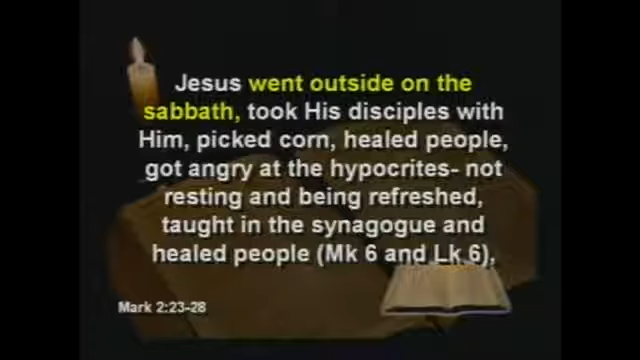 Jesus went outside on the
sabbath, took His disciples with
Him, picked corn, healed people,
got angry at the hypocrites- not
resting and being refreshed,
taught in the synagogue and
healed people (Mk 6 and Lk 6),
Mark 2:23-28